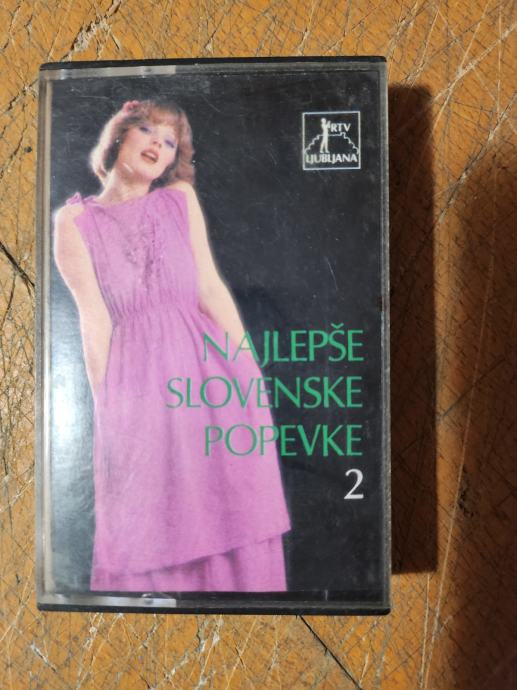 RTV
LJUBLJANA
NAJLEPŠE
SLOVENSKE
POPEVKE
2